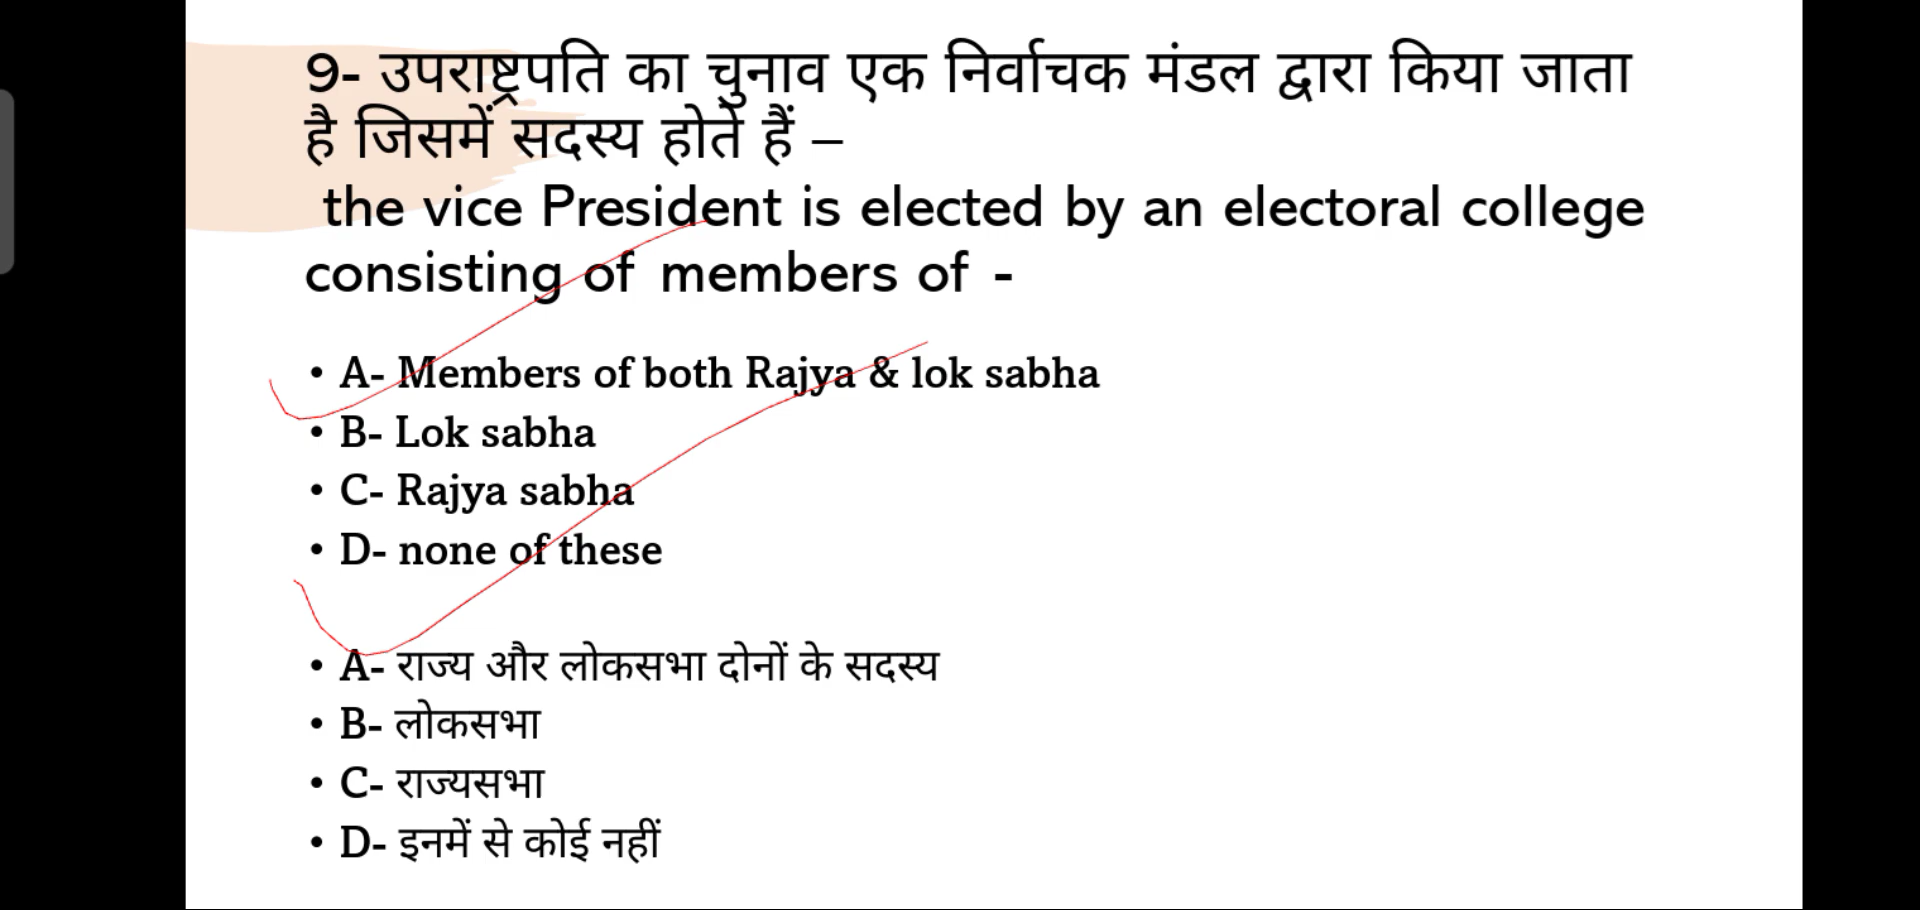 9- उपराष्ट्रपति का चुनाव एक निर्वाचक मंडल द्वारा किया जाता
है जिसमें सदस्य होते हैं –
the vice President is elected by an electoral college
consisting of members of -
• A- Members of both Rajya & lok sabha
• B- Lok sabha
• C- Rajya sabha
• D- none of these
• A- राज्य और लोकसभा दोनों के सदस्य
• B- लोकसभा
• C- राज्यसभा
• D- इनमें से कोई नहीं